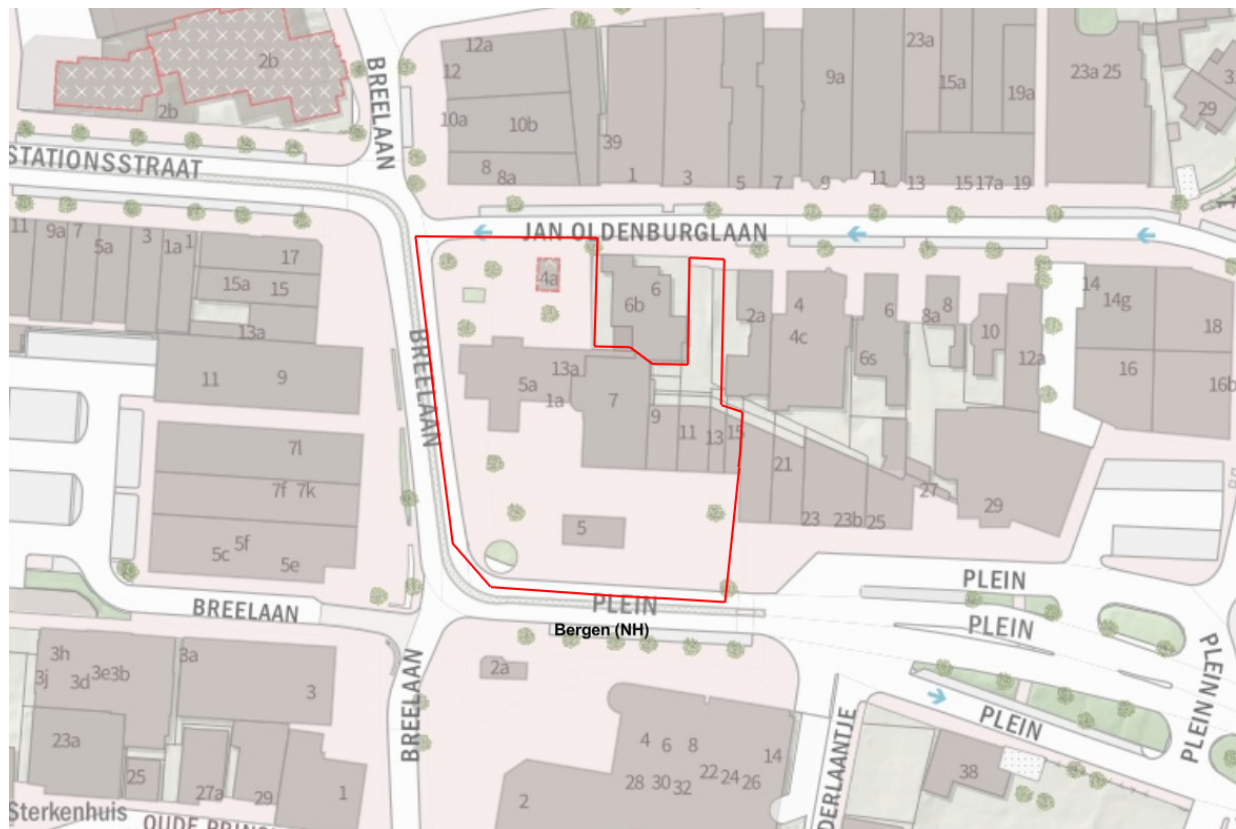 2b
2b
BREELAAN
12a
12
10a
10b
8
8a
39
1
3
5
7
9a
9
11
23a
13
15a
15
17a
19a
19
23a 25
29
STATIONSSTRAAT
JAN OLDENBURGLAAN
11
9a
7
5a
3
1a
1
17
15a
15
13a
11
9
4a
6
6b
2a
4
4c
6
6s
8
8a
10
12a
14
14g
16
18
16b
BREELAAN
13a
5a
1a
7
9
11
13
15
21
23
23b
25
27
29
7l
7f
7k
5f
5c
5e
5
BREELAAN
PLEIN
Bergen (NH)
PLEIN
PLEIN
PLEIN
3h
3j
3d
3e3b
3a
3
23a
25
27a
29
1
BREELAAN
2a
4
6
8
14
28
30
32
22
24
26
2
38
Sterkenhuis